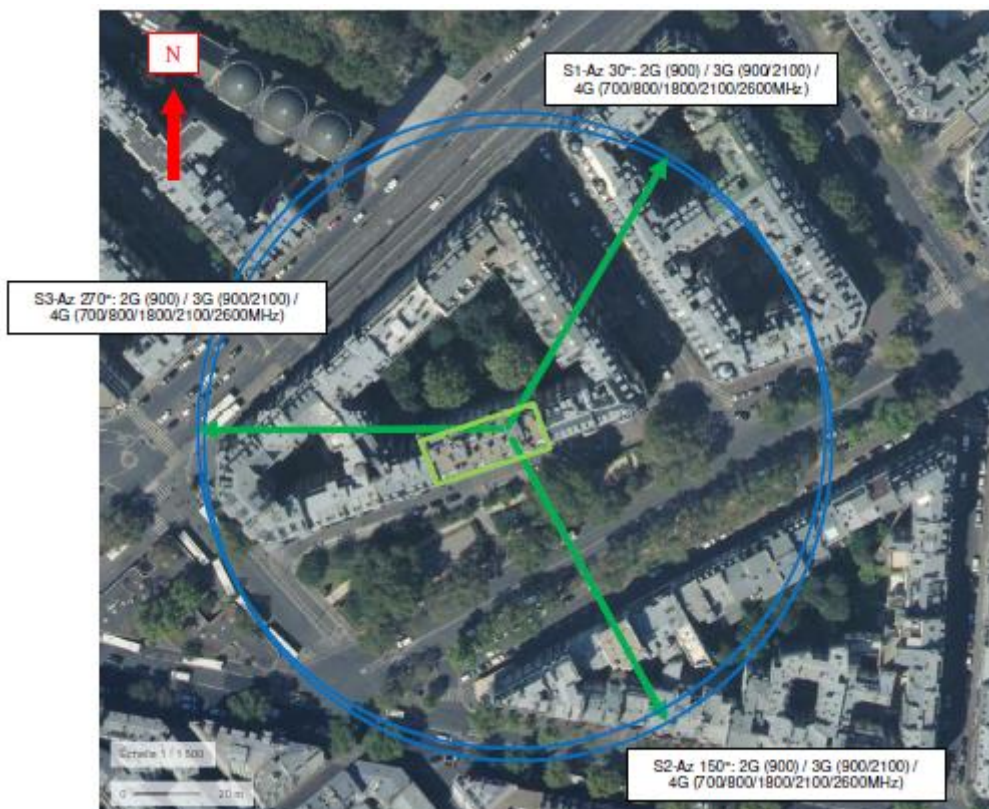 N
S1-Az 30°: 2G (900) / 3G (900/2100) /
4G (700/800/1800/2100/2600MHz)
S3-Az 270°: 2G (900) / 3G (900/2100) /
4G (700/800/1800/2100/2600MHz)
S2-Az 150°: 2G (900) / 3G (900/2100) /
4G (700/800/1800/2100/2600MHz)
Echelle 1 / 1 500
0 20 m